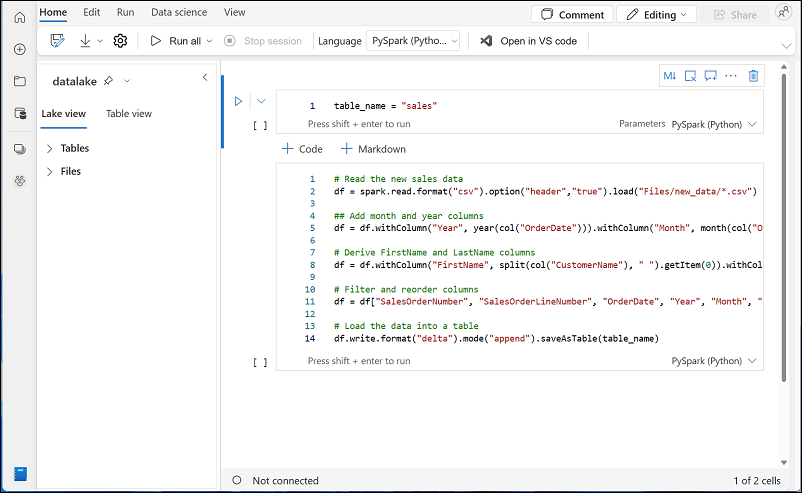 Home Edit Run Data science View Comment Editing Share
Run all Stop session Language PySpark (Pytho... Open in VS code
datalake
Lake view Table view
Tables
Files
M↓ ...
1 table_name = "sales"
[ ] Press shift + enter to run Parameters PySpark (Python)
+ Code + Markdown
1 # Read the new sales data
2 df = spark.read.format("csv").option("header","true").load("Files/new_data/*.csv")
3
4 ## Add month and year columns
5 df = df.withColumn("Year", year(col("OrderDate"))).withColumn("Month", month(col("O
6
7 # Derive FirstName and LastName columns
8 df = df.withColumn("FirstName", split(col("CustomerName"), " ").getItem(0)).withCol
9
10 # Filter and reorder columns
11 df = df["SalesOrderNumber", "SalesOrderLineNumber", "OrderDate", "Year", "Month", "
12
13 # Load the data into a table
14 df.write.format("delta").mode("append").saveAsTable(table_name)
[ ] Press shift + enter to run PySpark (Python)
Not connected 1 of 2 cells